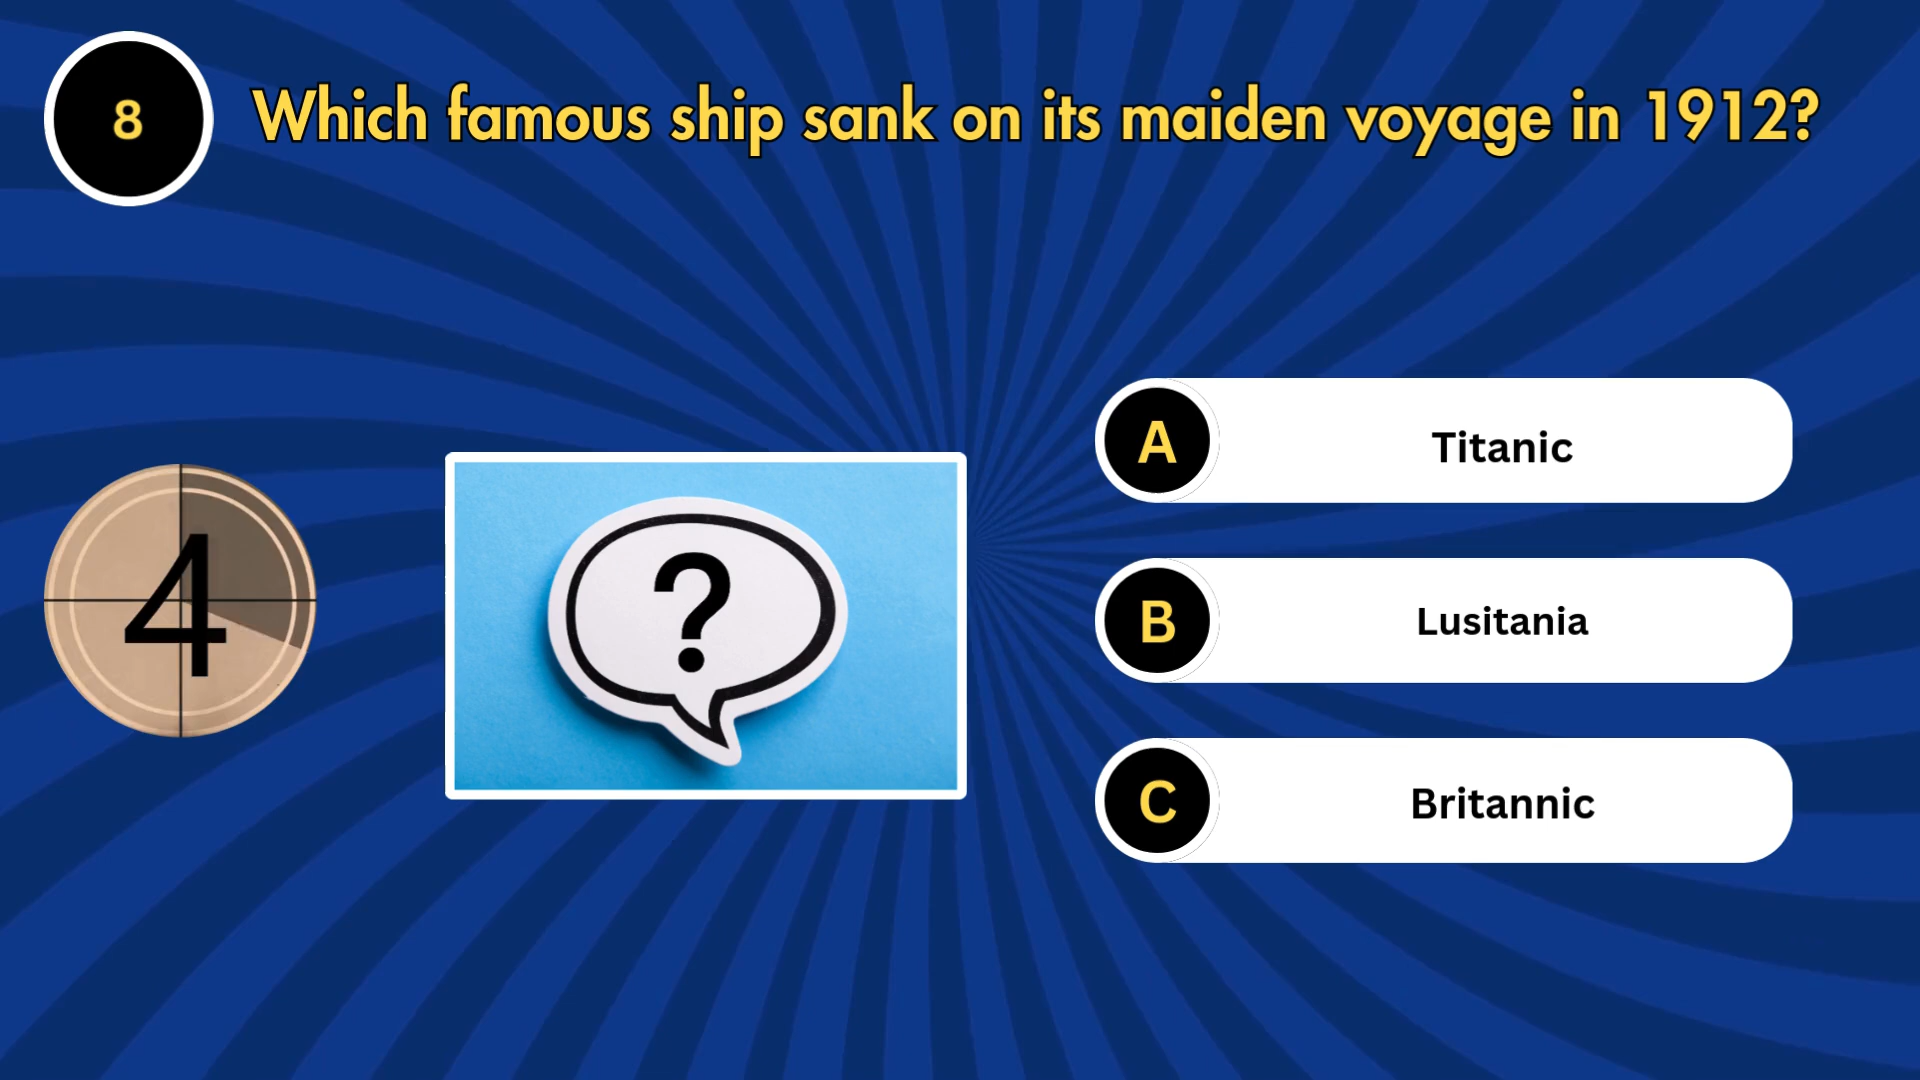 8
Which famous ship sank on its maiden voyage in 1912?
4
?
A
Titanic
B
Lusitania
C
Britannic